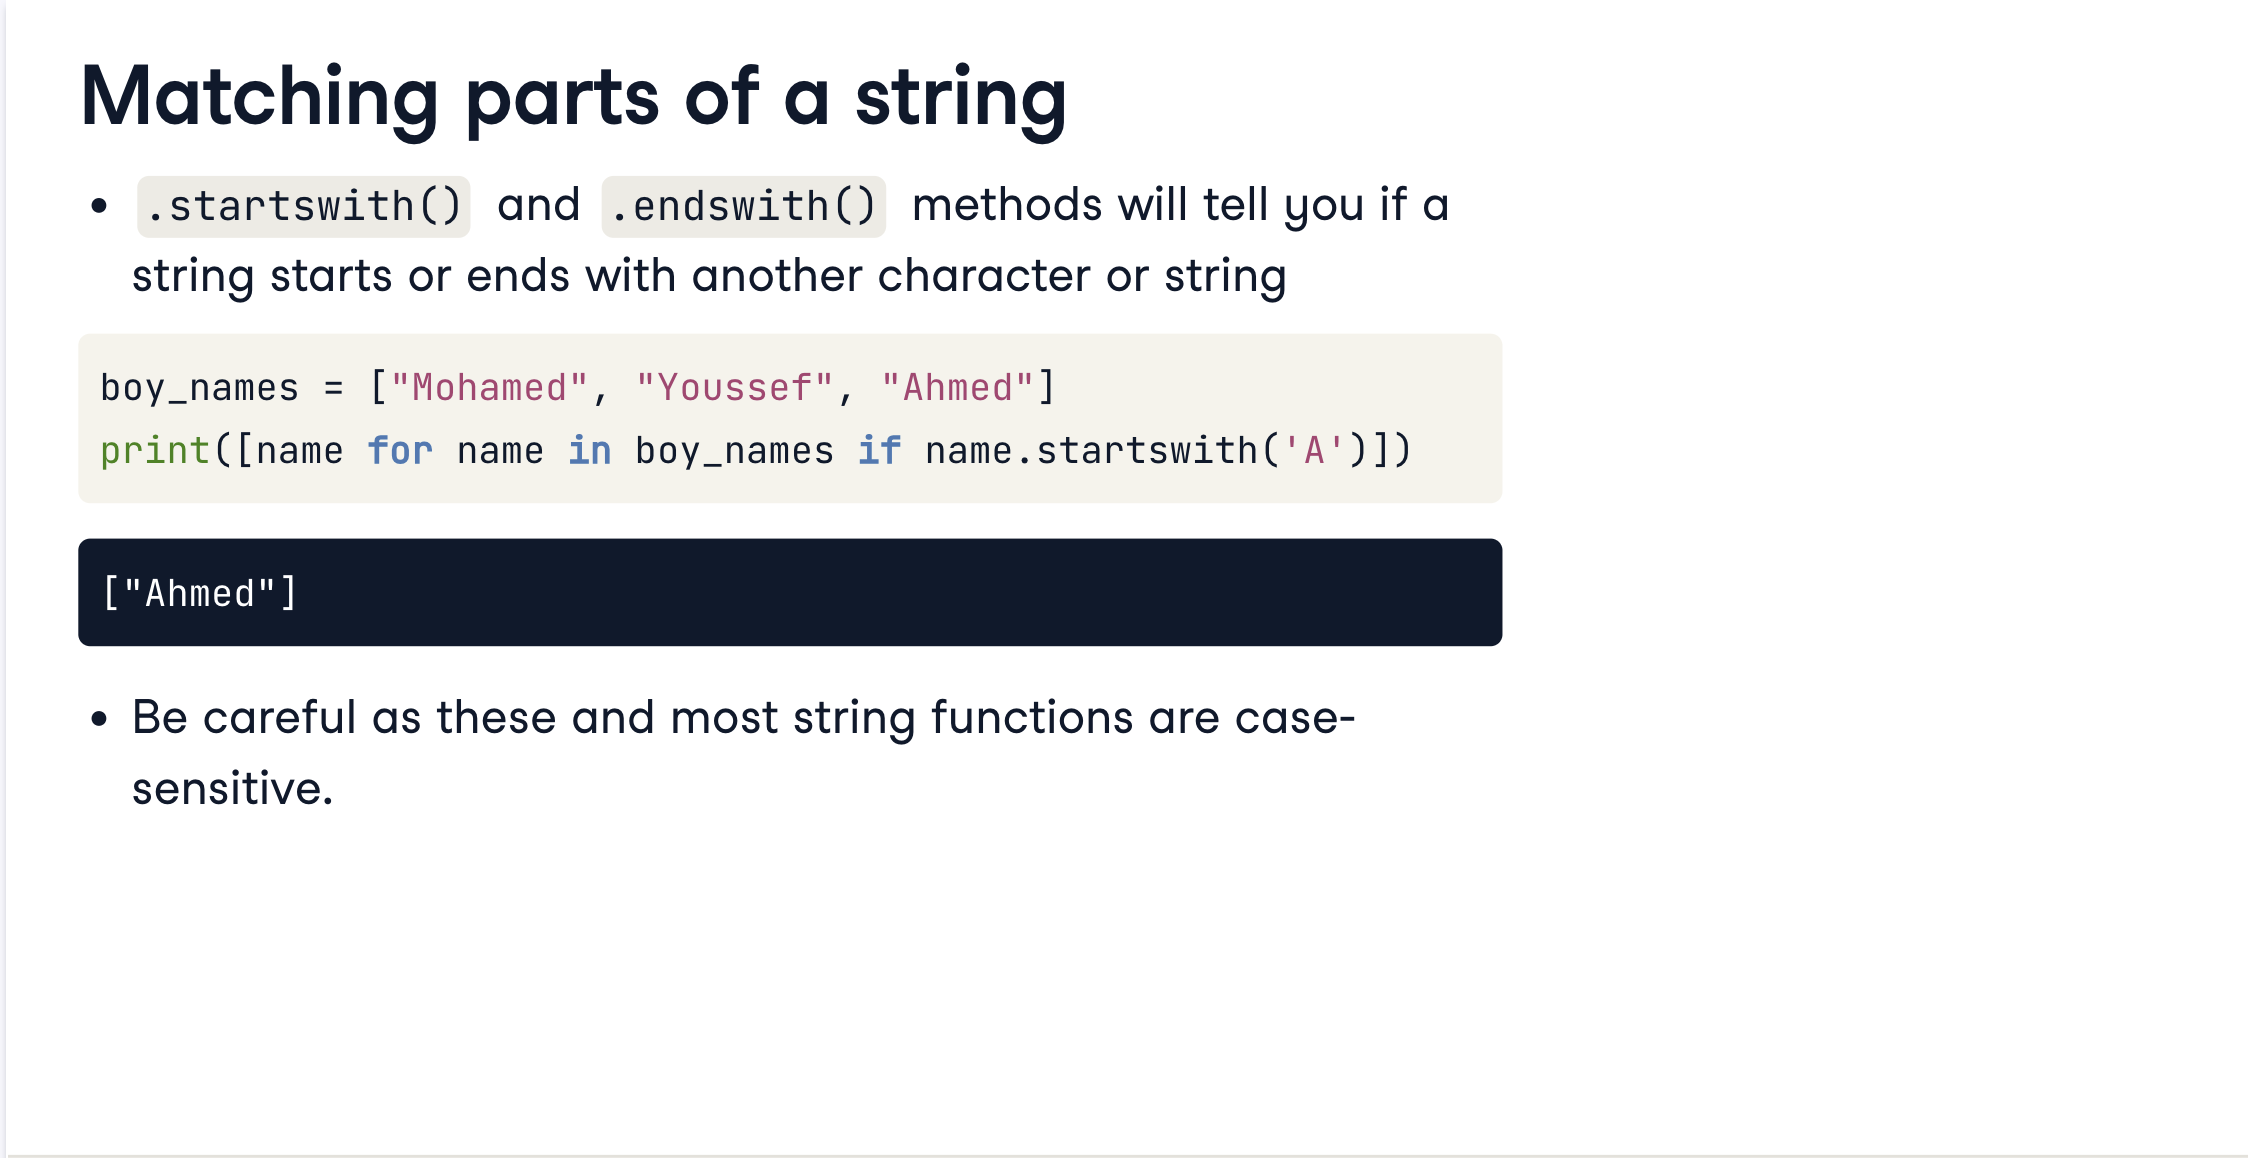 Matching parts of a string
• .startswith() and .endswith() methods will tell you if a
string starts or ends with another character or string
boy_names = ["Mohamed", "Youssef", "Ahmed"]
print([name for name in boy_names if name.startswith('A')])
["Ahmed"]
• Be careful as these and most string functions are case-
sensitive.